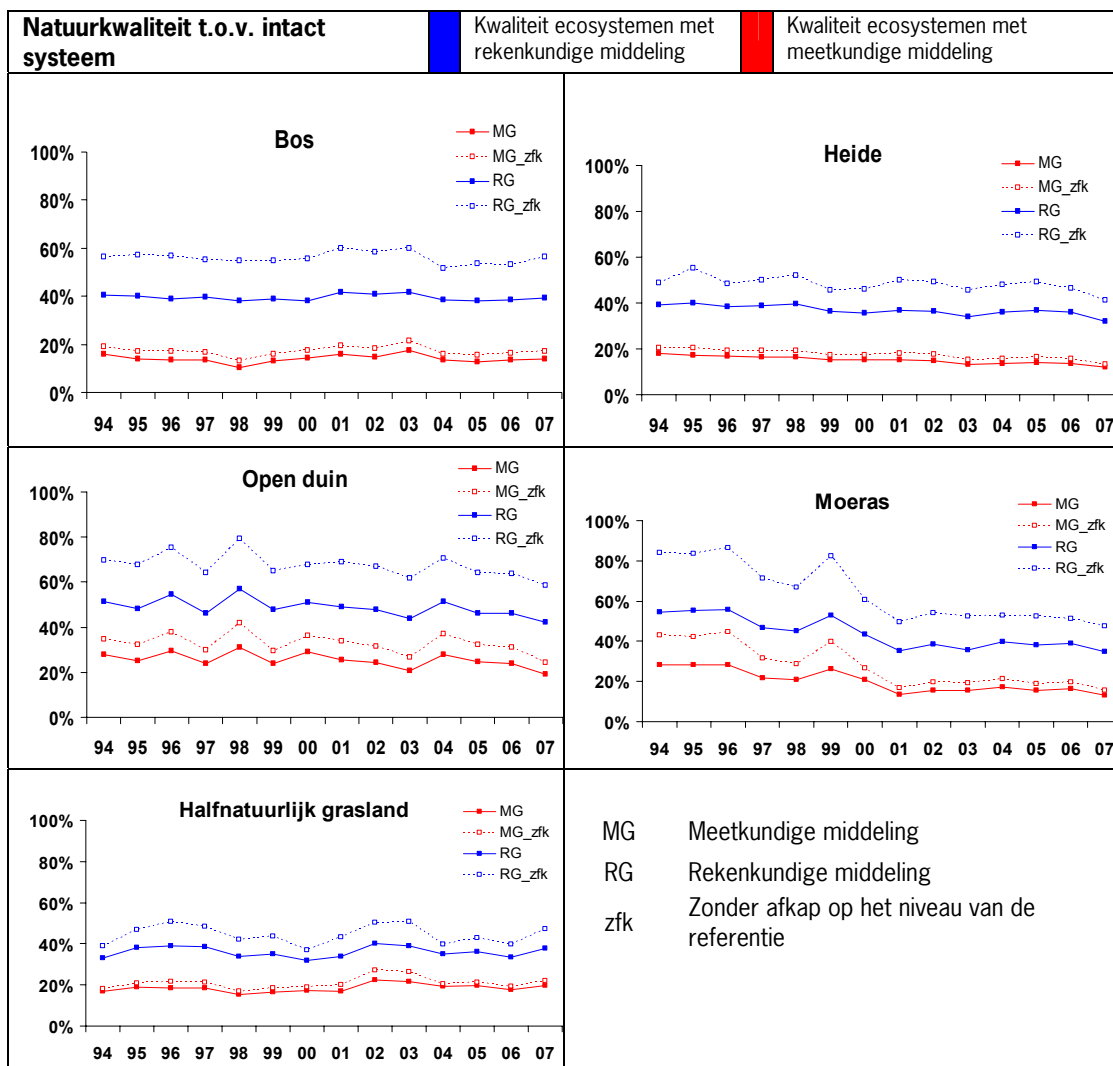 Natuurkwaliteit t.o.v. intact
systeem
Kwaliteit ecosystemen met
rekenkundige middeling
Kwaliteit ecosystemen met
meetkundige middeling
Bos
MG
MG_zfk
RG
RG_zfk
100%
80%
60%
40%
20%
0%
94 95 96 97 98 99 00 01 02 03 04 05 06 07
Heide
MG
MG_zfk
RG
RG_zfk
100%
80%
60%
40%
20%
0%
94 95 96 97 98 99 00 01 02 03 04 05 06 07
Open duin
MG
MG_zfk
RG
RG_zfk
100%
80%
60%
40%
20%
0%
94 95 96 97 98 99 00 01 02 03 04 05 06 07
Moeras
MG
MG_zfk
RG
RG_zfk
100%
80%
60%
40%
20%
0%
94 95 96 97 98 99 00 01 02 03 04 05 06 07
Halfnatuurlijk grasland
MG
MG_zfk
RG
RG_zfk
100%
80%
60%
40%
20%
0%
94 95 96 97 98 99 00 01 02 03 04 05 06 07
MG Meetkundige middeling
RG Rekenkundige middeling
zfk Zonder afkap op het niveau van de
referentie